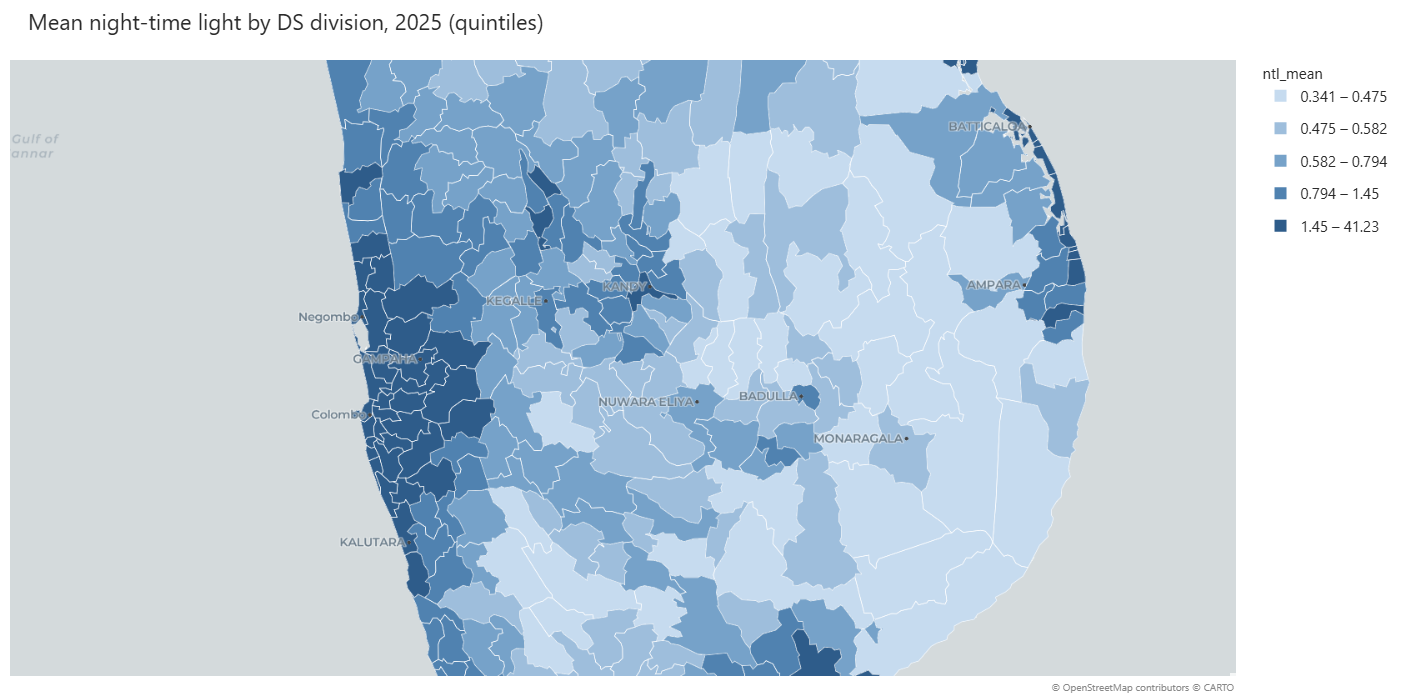 Mean night-time light by DS division, 2025 (quintiles)
ntl_mean
0.341 – 0.475
0.475 – 0.582
0.582 – 0.794
0.794 – 1.45
1.45 – 41.23
Gulf of
annar
BATTICALOA
AMPARA
KANDY
KEGALLE
Negombo
GAMPAHA
NUWARA ELIYA
BADULLA
Colombo
MONARAGALA
KALUTARA
© OpenStreetMap contributors © CARTO